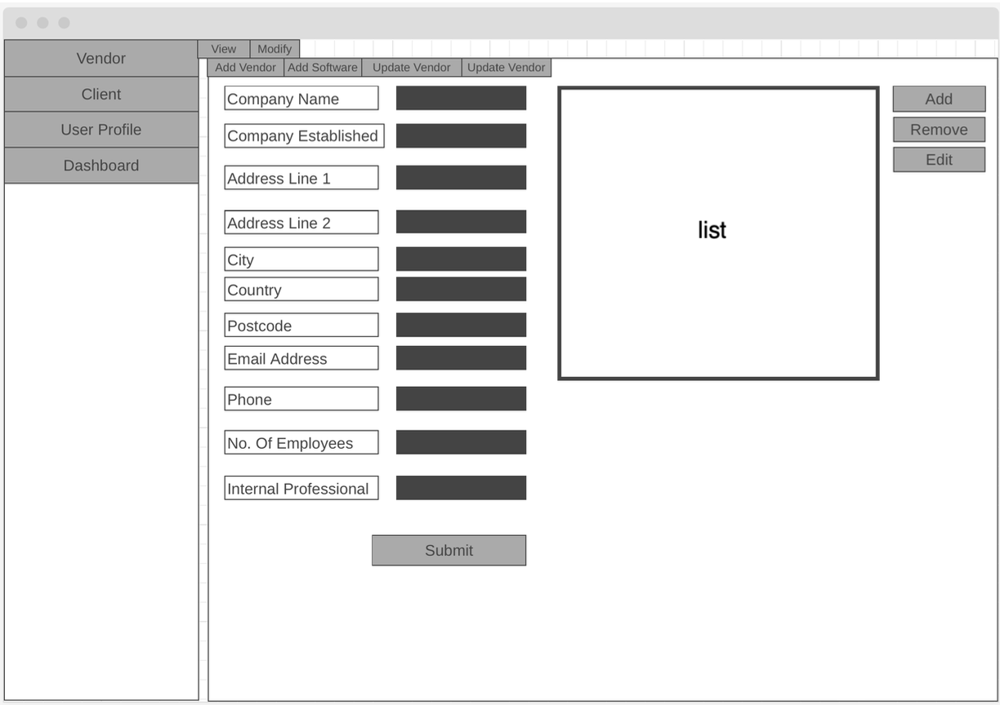 Vendor
Client
User Profile
Dashboard
View
Modify
Add Vendor
Add Software
Update Vendor
Update Vendor
Company Name
Company Established
Address Line 1
Address Line 2
City
Country
Postcode
Email Address
Phone
No. Of Employees
Internal Professional
Submit
list
Add
Remove
Edit